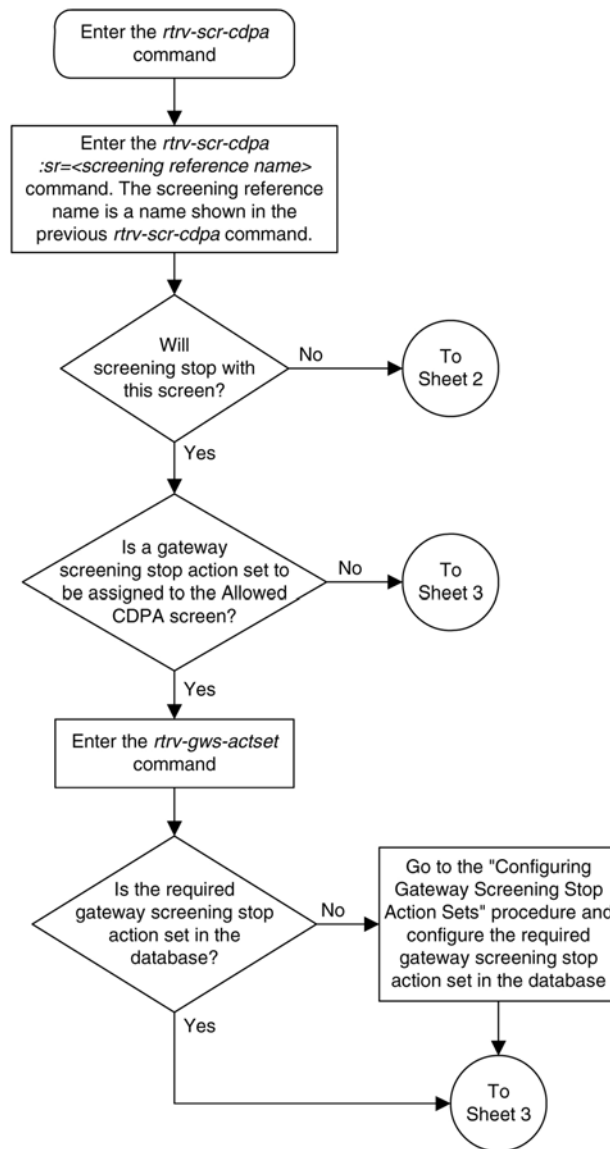 Enter the rtrv-scr-cdpa
command
Enter the rtrv-scr-cdpa
:sr=<screening reference name>
command. The screening reference
name is a name shown in the
previous rtrv-scr-cdpa command.
Will
screening stop with
this screen?
No
To
Sheet 2
Yes
Is a gateway
screening stop action set to
be assigned to the Allowed
CDPA screen?
No
To
Sheet 3
Yes
Enter the rtrv-gws-actset
command
Is the required
gateway screening stop
action set in the
database?
No
Go to the "Configuring
Gateway Screening Stop
Action Sets" procedure and
configure the required
gateway screening stop
action set in the database
Yes
To
Sheet 3